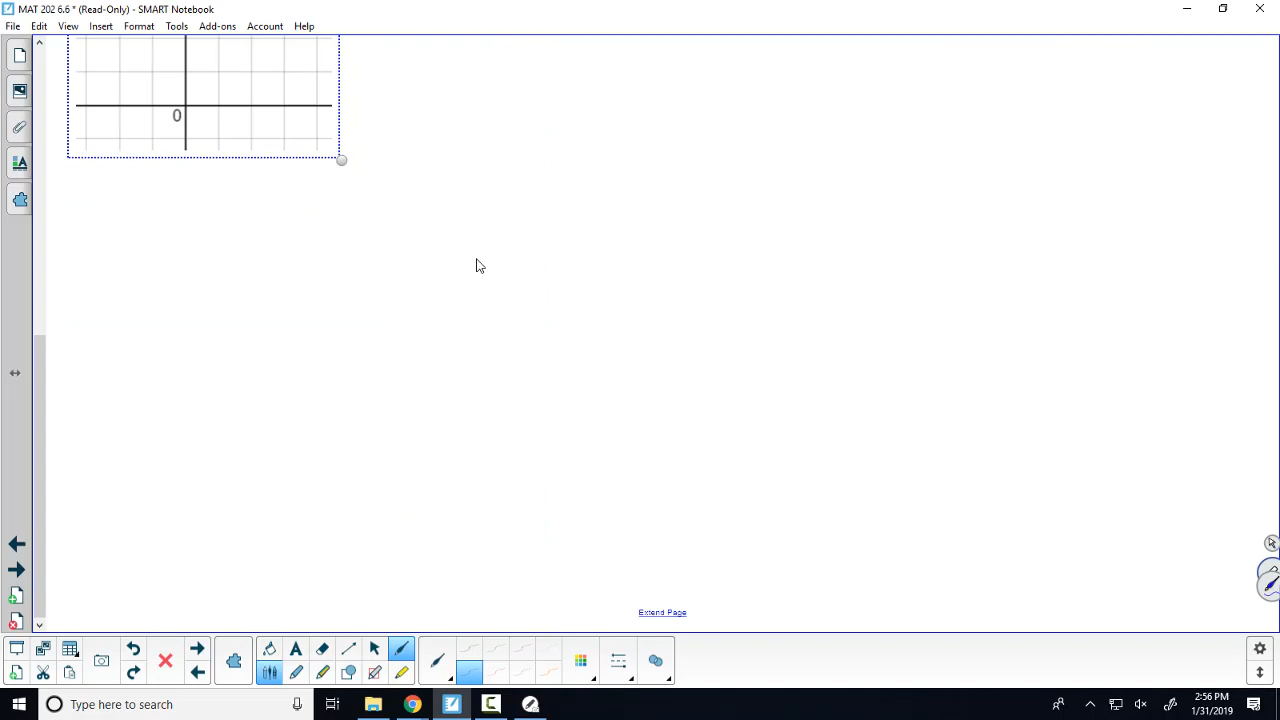 MAT 202 6.6 * (Read-Only) - SMART Notebook
File Edit View Insert Format Tools Add-ons Account Help
0
Extend Page
Type here to search
2:56 PM
1/31/2019